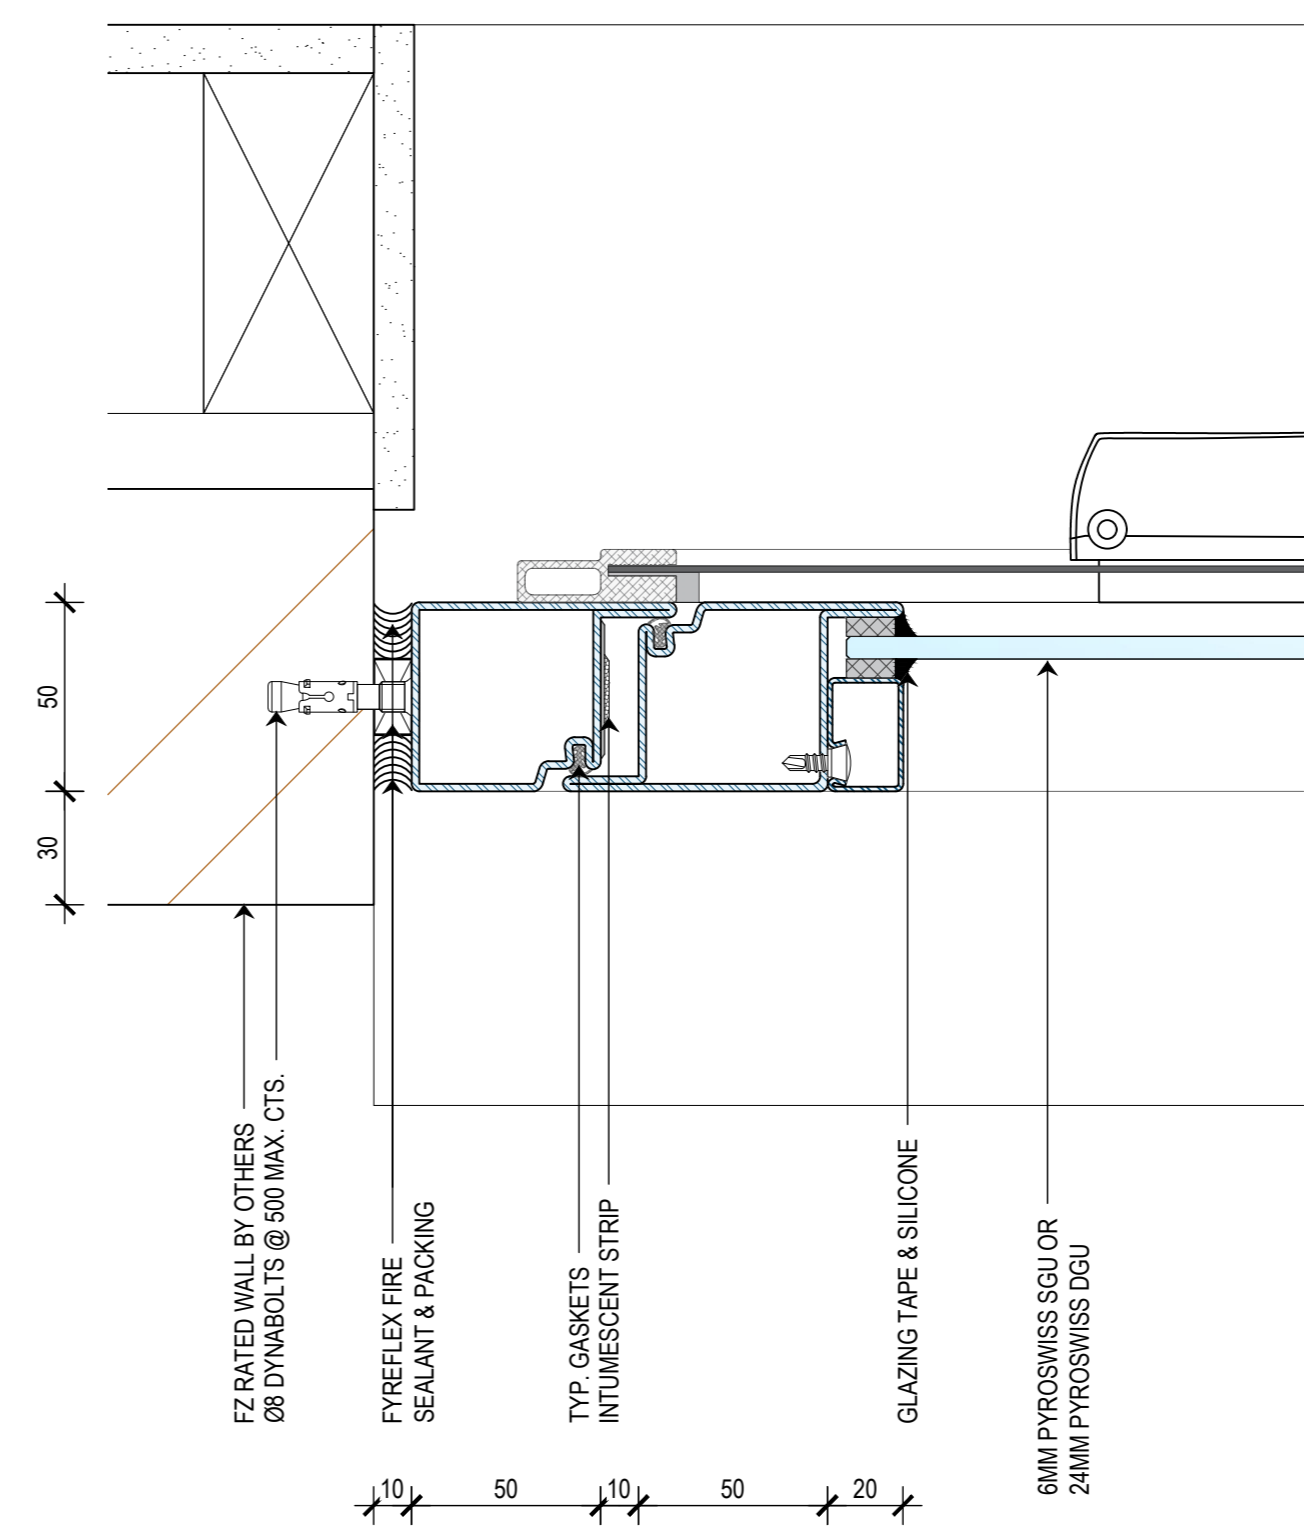 50
30
FZ RATED WALL BY OTHERS
Ø8 DYNABOLTS @ 500 MAX. CTS.
FYREFLEX FIRE
SEALANT & PACKING
TYP. GASKETS
INTUMESCENT STRIP
GLAZING TAPE & SILICONE
6MM PYROSWISS SGU OR
24MM PYROSWISS DGU
10 50 10 50 20